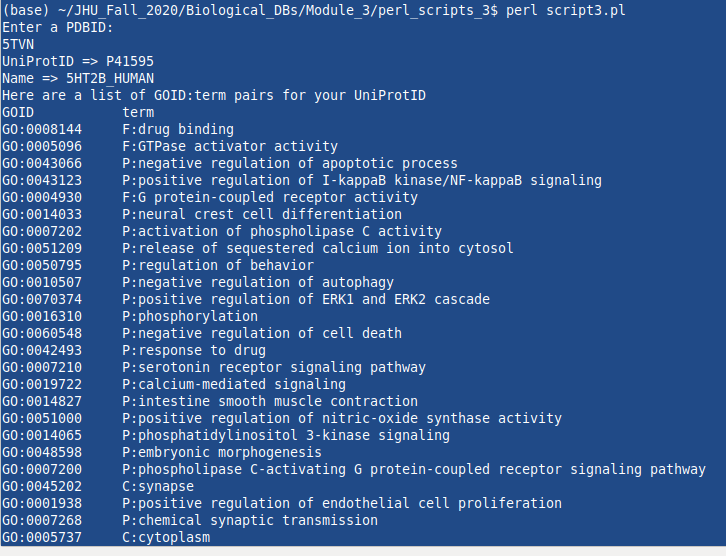 (base) ~/JHU_Fall_2020/Biological_DBs/Module_3/perl_scripts_3$ perl script3.pl
Enter a PDBID:
5TVN
UniProtID => P41595
Name => 5HT2B_HUMAN
Here are a list of GOID:term pairs for your UniProtID
GOID term
GO:0008144 F:drug binding
GO:0005096 F:GTPase activator activity
GO:0043066 P:negative regulation of apoptotic process
GO:0043123 P:positive regulation of I-kappaB kinase/NF-kappaB signaling
GO:0004930 F:G protein-coupled receptor activity
GO:0014033 P:neural crest cell differentiation
GO:0007202 P:activation of phospholipase C activity
GO:0051209 P:release of sequestered calcium ion into cytosol
GO:0050795 P:regulation of behavior
GO:0010507 P:negative regulation of autophagy
GO:0070374 P:positive regulation of ERK1 and ERK2 cascade
GO:0016310 P:phosphorylation
GO:0060548 P:negative regulation of cell death
GO:0042493 P:response to drug
GO:0007210 P:serotonin receptor signaling pathway
GO:0019722 P:calcium-mediated signaling
GO:0014827 P:intestine smooth muscle contraction
GO:0051000 P:positive regulation of nitric-oxide synthase activity
GO:0014065 P:phosphatidylinositol 3-kinase signaling
GO:0048598 P:embryonic morphogenesis
GO:0007200 P:phospholipase C-activating G protein-coupled receptor signaling pathway
GO:0045202 C:synapse
GO:0001938 P:positive regulation of endothelial cell proliferation
GO:0007268 P:chemical synaptic transmission
GO:0005737 C:cytoplasm